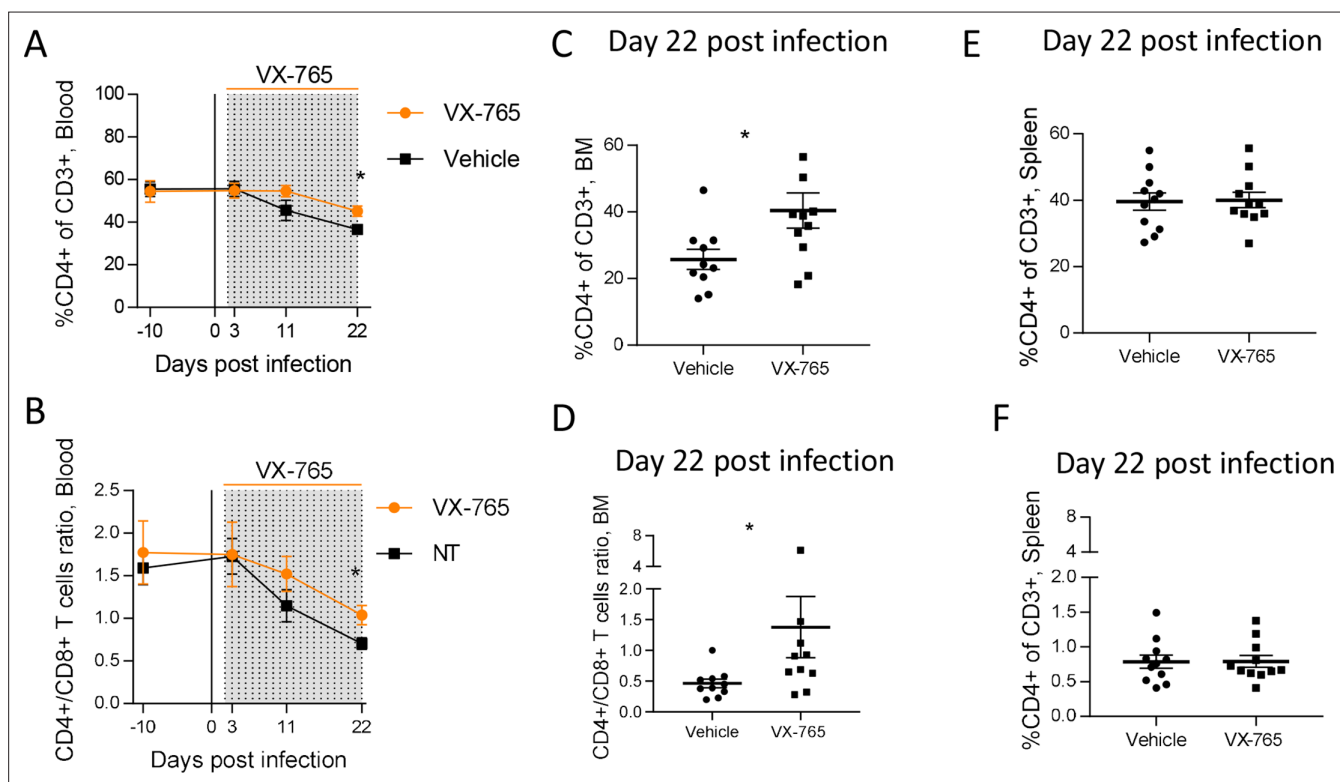 A
VX-765
%CD4+ of CD3+, Blood
100
80
60
40
20
0
*
-10 0 3 11 22
Days post infection
VX-765
Vehicle
B
VX-765
CD4+/CD8+ T cells ratio, Blood
2.5
2.0
1.5
1.0
0.5
0.0
*
-10 0 3 11 22
Days post infection
VX-765
NT
C
Day 22 post infection
%CD4+ of CD3+, BM
60
40
20
0
*
Vehicle VX-765
D
Day 22 post infection
CD4+/CD8+ T cells ratio, BM
8
4
2.0
1.5
1.0
0.5
0.0
*
Vehicle VX-765
E
Day 22 post infection
%CD4+ of CD3+, Spleen
60
40
20
0
Vehicle VX-765
F
Day 22 post infection
%CD4+ of CD3+, Spleen
8
4
2.0
1.5
1.0
0.5
0.0
Vehicle VX-765